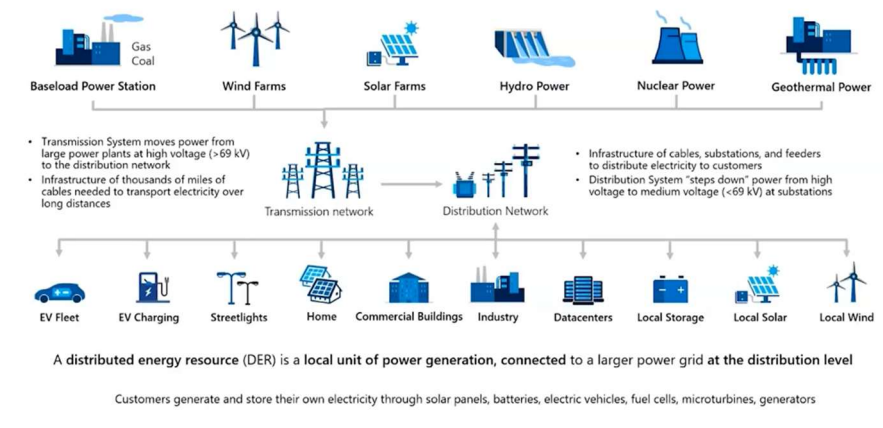 Gas
Coal
Baseload Power Station
Wind Farms
Solar Farms
Hydro Power
Nuclear Power
Geothermal Power
• Transmission System moves power from
large power plants at high voltage (>69 kV)
to the distribution network
• Infrastructure of thousands of miles of
cables needed to transport electricity over
long distances
Transmission network
Distribution Network
• Infrastructure of cables, substations, and feeders
to distribute electricity to customers
• Distribution System "steps down" power from high
voltage to medium voltage (<69 kV) at substations
EV Fleet
EV Charging
Streetlights
Home
Commercial Buildings
Industry
Datacenters
Local Storage
Local Solar
Local Wind
A distributed energy resource (DER) is a local unit of power generation, connected to a larger power grid at the distribution level
Customers generate and store their own electricity through solar panels, batteries, electric vehicles, fuel cells, microturbines, generators